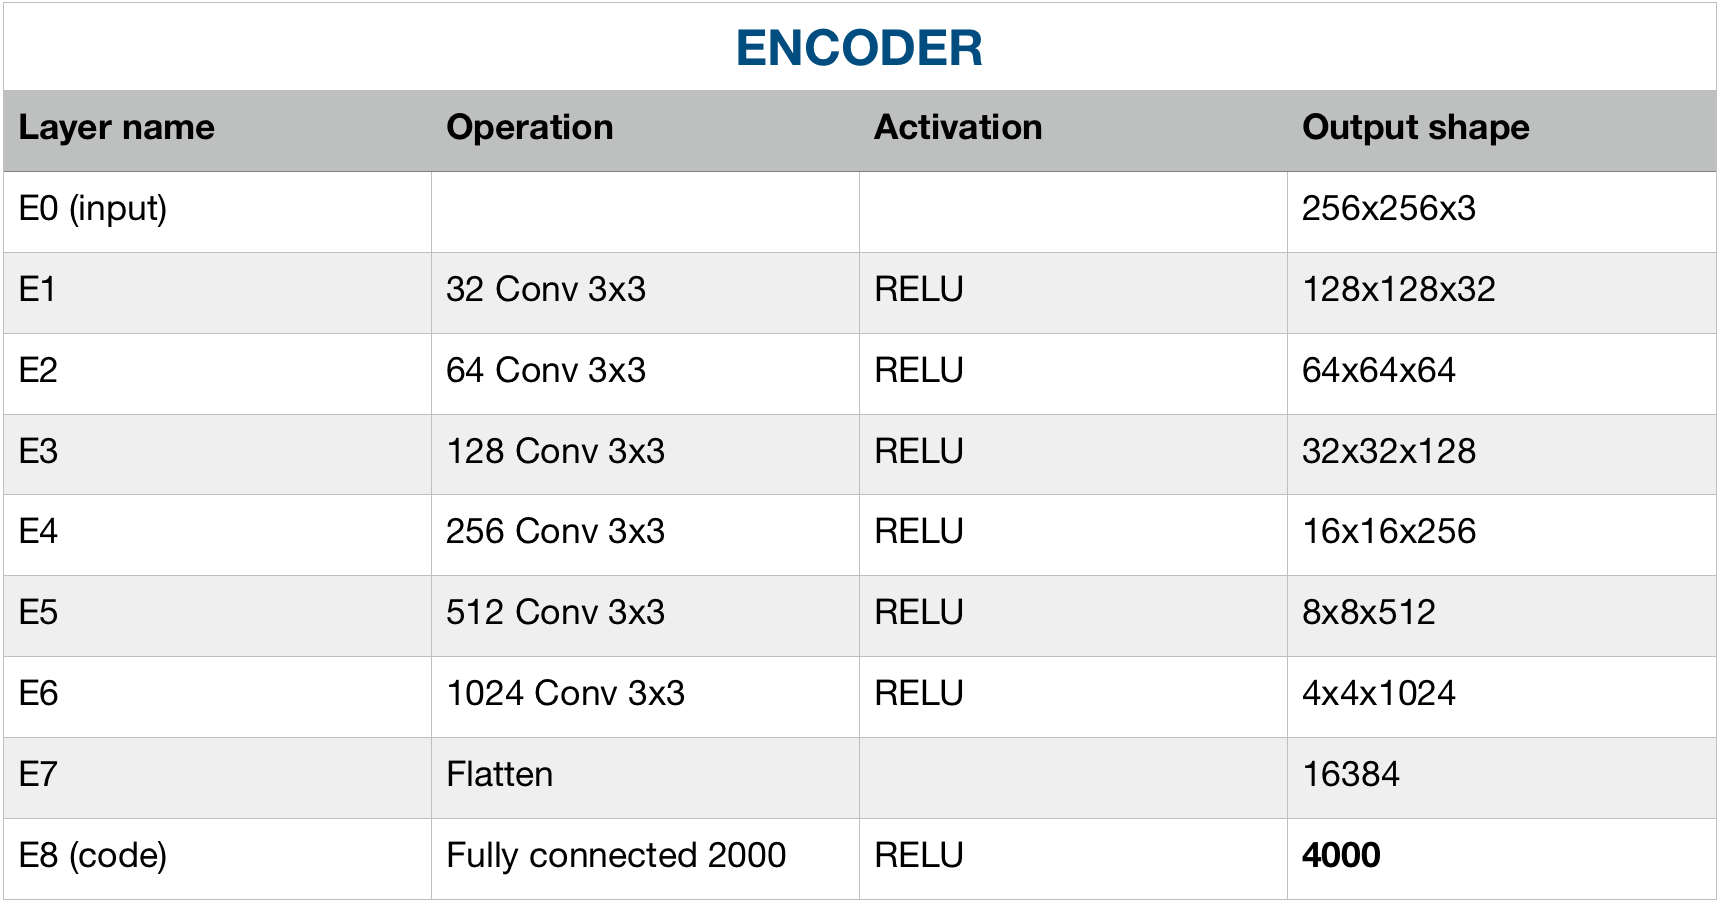 ENCODER
Layer name Operation Activation Output shape
E0 (input) 256x256x3
E1 32 Conv 3x3 RELU 128x128x32
E2 64 Conv 3x3 RELU 64x64x64
E3 128 Conv 3x3 RELU 32x32x128
E4 256 Conv 3x3 RELU 16x16x256
E5 512 Conv 3x3 RELU 8x8x512
E6 1024 Conv 3x3 RELU 4x4x1024
E7 Flatten 16384
E8 (code) Fully connected 2000 RELU 4000